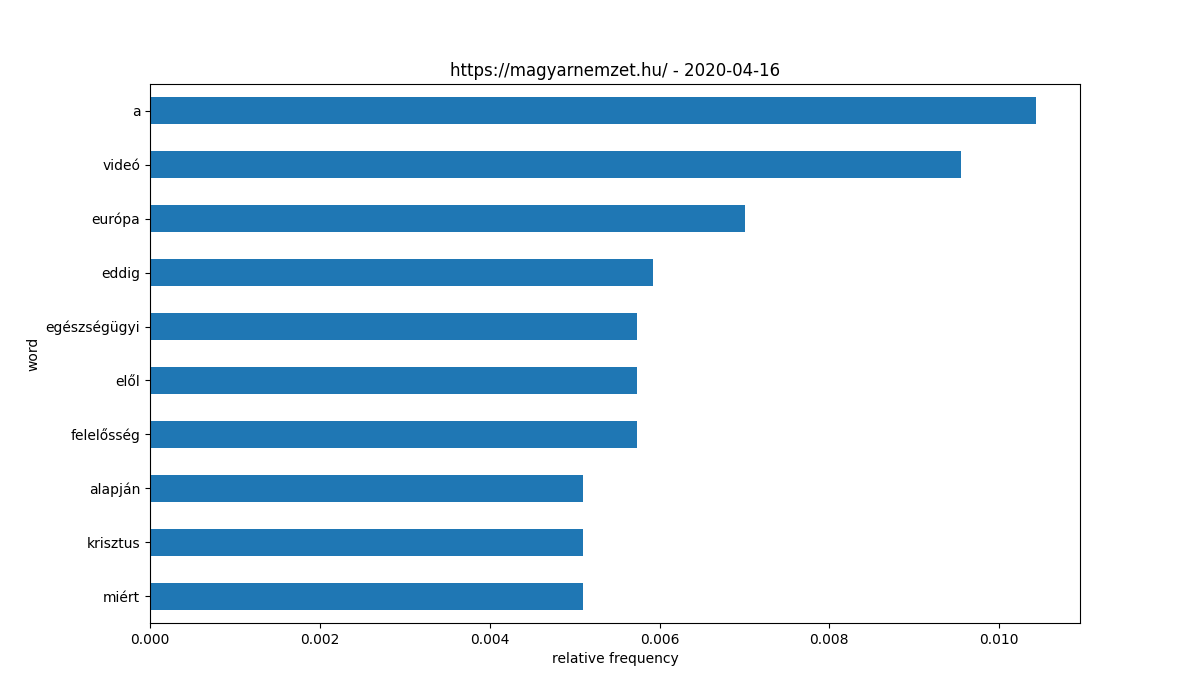 https://magyarnemzet.hu/ - 2020-04-16
a
videó
európa
eddig
egészségügyi
elől
felelősség
alapján
krisztus
miért
word
0.000 0.002 0.004 0.006 0.008 0.010
relative frequency